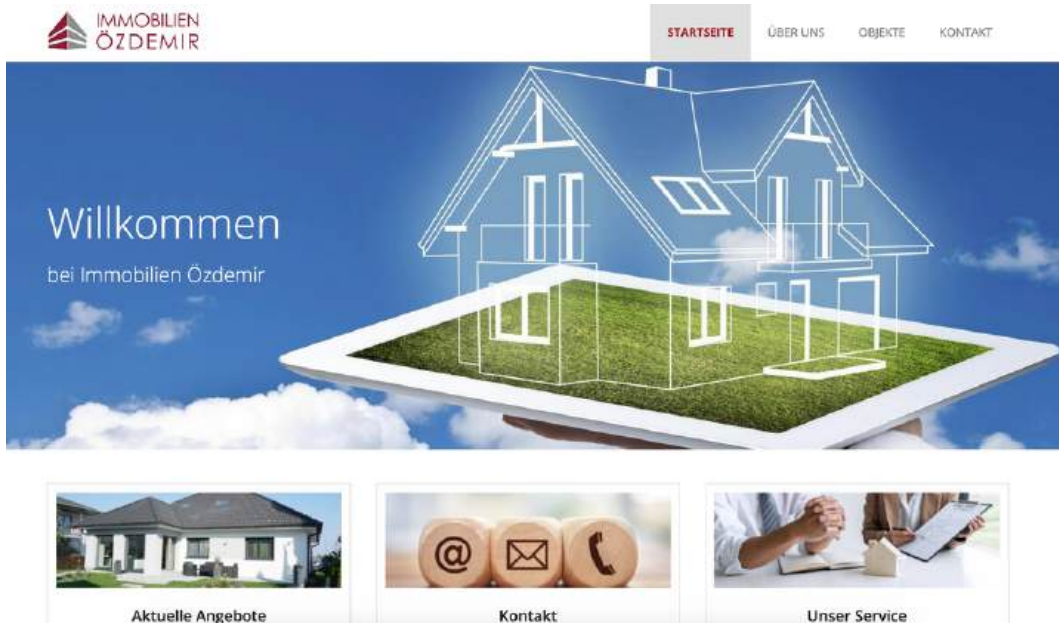 IMMOBILIEN
ÖZDEMIR
STARTSEITE ÜBER UNS OBJEKTE KONTAKT
Willkommen
bei Immobilien Özdemir
@
Aktuelle Angebote Kontakt Unser Service